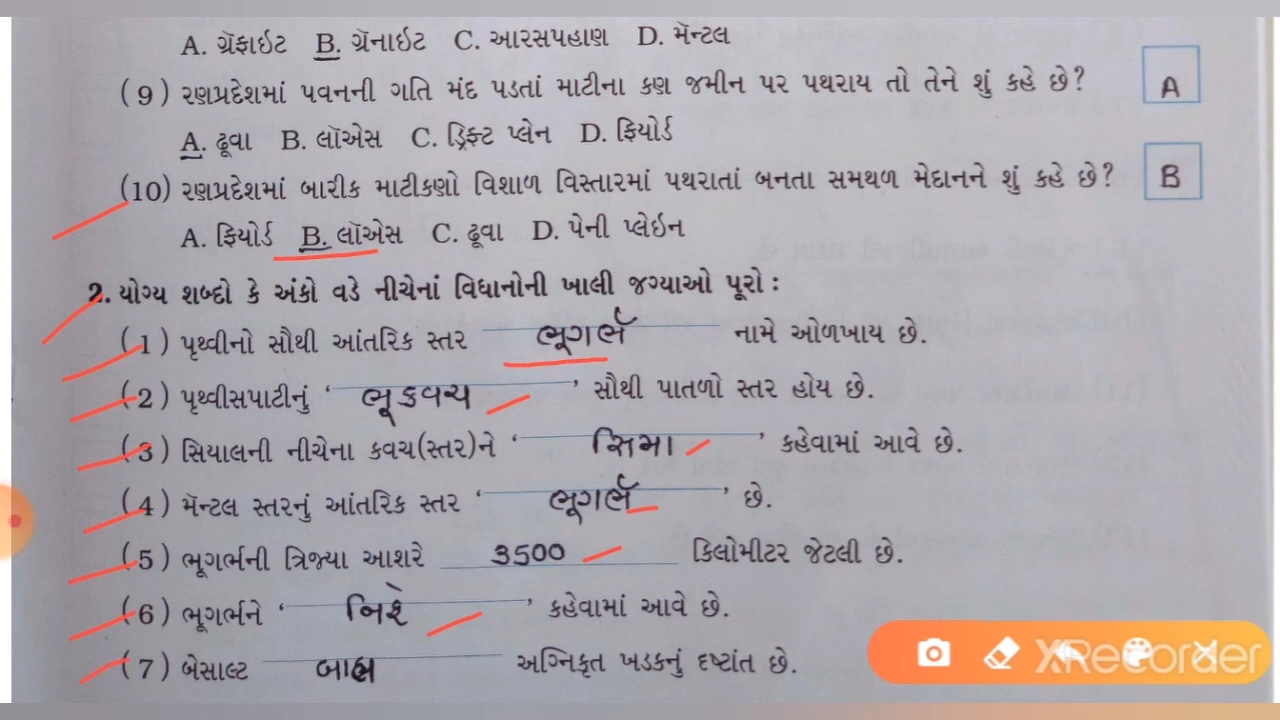 A. ગ્રૅફાઇટ B. ગ્રૅનાઇટ C. આરસપહાણ D. મૅન્ટલ
(9) રણપ્રદેશમાં પવનની ગતિ મંદ પડતાં માટીના કણ જમીન પર પથરાય તો તેને શું કહે છે? A
A. ઢૂવા B. લૉએસ C. ડ્રિફ્ટ પ્લેન D. ફિયોર્ડ
(10) રણપ્રદેશમાં બારીક માટીકણો વિશાળ વિસ્તારમાં પથરાતાં બનતા સમથળ મેદાનને શું કહે છે? B
A. ફિયોર્ડ B. લૉએસ C. ઢૂવા D. પેની પ્લેઇન
2. યોગ્ય શબ્દો કે અંકો વડે નીચેનાં વિધાનોની ખાલી જગ્યાઓ પૂરો :
(1) પૃથ્વીનો સૌથી આંતરિક સ્તર ભૂગર્ભ નામે ઓળખાય છે.
(2) પૃથ્વીસપાટીનું ‘ ભૂકવચ ’ સૌથી પાતળો સ્તર હોય છે.
(3) સિયાલની નીચેના કવચ(સ્તર)ને ‘ સિમા ’ કહેવામાં આવે છે.
(4) મૅન્ટલ સ્તરનું આંતરિક સ્તર ‘ ભૂગર્ભ ’ છે.
(5) ભૂગર્ભની ત્રિજ્યા આશરે 3500 કિલોમીટર જેટલી છે.
(6) ભૂગર્ભને ‘ નિફે ’ કહેવામાં આવે છે.
(7) બેસાલ્ટ બાહ્ય અગ્નિકૃત ખડકનું દૃષ્ટાંત છે.
XRecorder